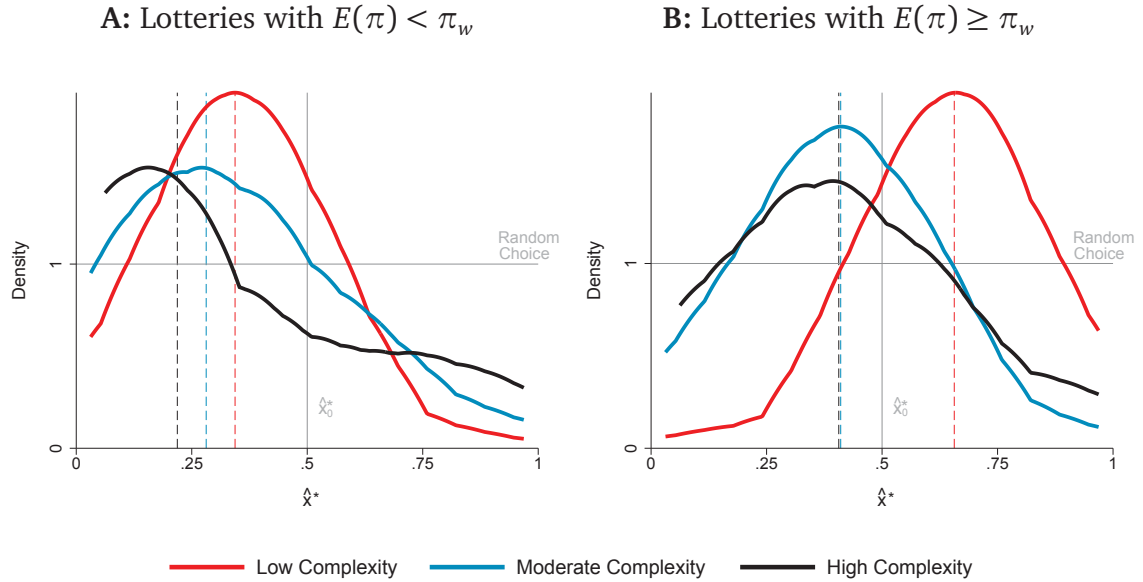 A: Lotteries with E(π) < π_w
B: Lotteries with E(π) ≥ π_w
Density
1
0
Random
Choice
x̂*₀
0
.25
.5
.75
1
x̂*
Density
1
0
Random
Choice
x̂*₀
0
.25
.5
.75
1
x̂*
Low Complexity
Moderate Complexity
High Complexity